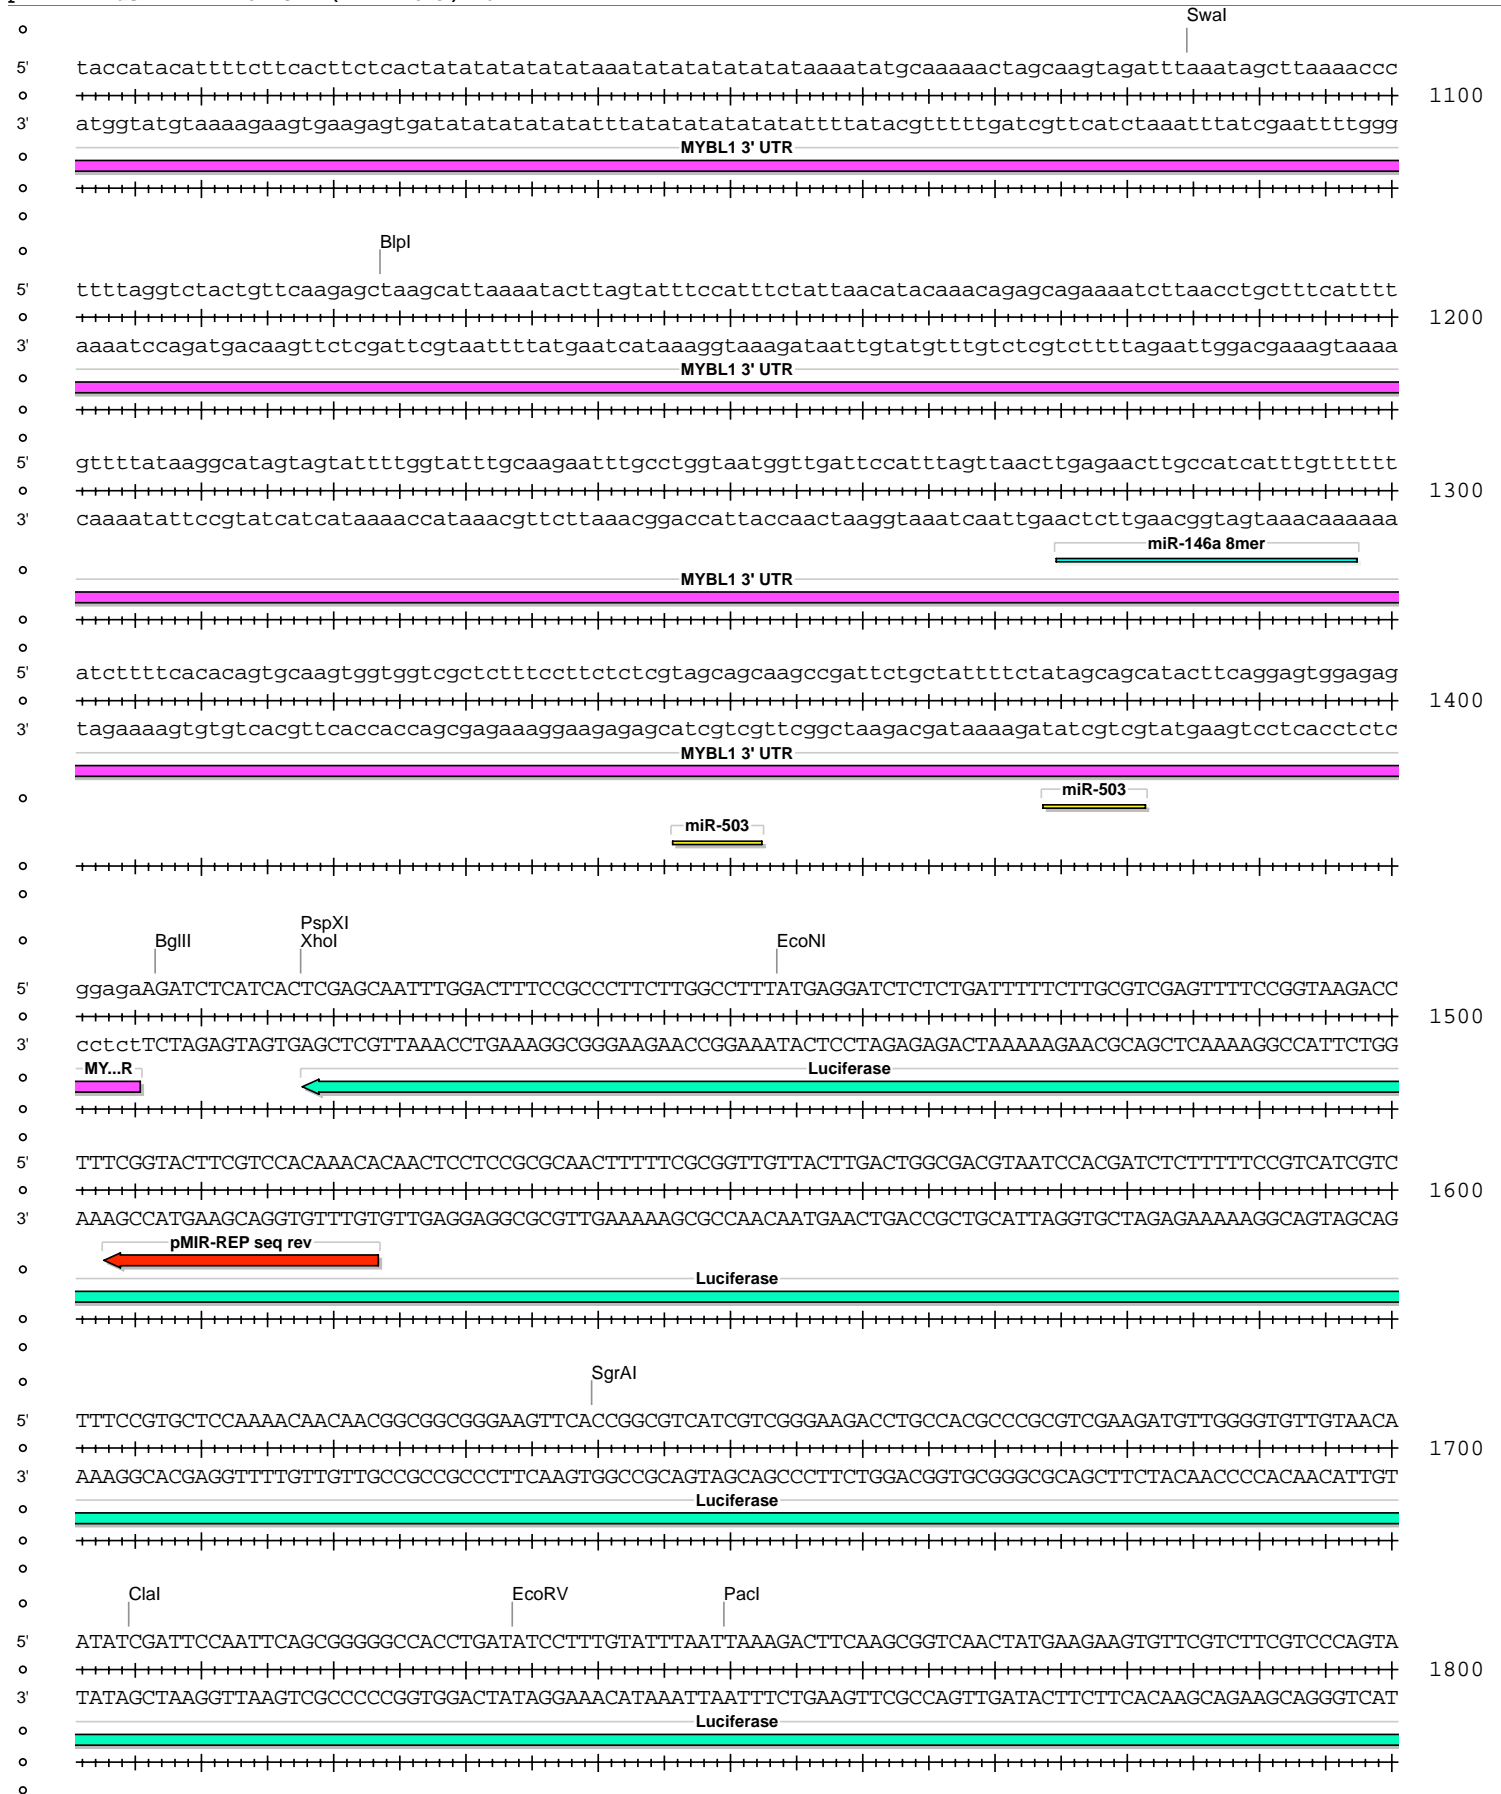 SwaI
5' taccatacattttcttcacttctcactatatatatatataaatatatatatatataaaatatgcaaaaactagcaagtagatttaaatagcttaaaaccc
1100
3' atggtatgtaaaagaagtgaagagtgatatatatatatatttatatatatatatattttatacgtttttgatcgttcatctaaatttatcgaattttggg
MYBL1 3' UTR
BlpI
5' ttttaggtctactgttcaagagctaagcattaaaatacttagtatttccatttctattaacatacaaacagagcagaaaatcttaacctgctttcatttt
1200
3' aaaatccagatgacaagttctcgattcgtaattttatgaatcataaaggtaaagataattgtatgtttgtctcgtcttttagaattggacgaaagtaaaa
MYBL1 3' UTR
5' gttttataaggcatagtagtattttggtatttgcaagaatttgcctggtaatggttgattccatttagttaacttgagaacttgccatcatttgtttttt
1300
3' caaaatattccgtatcatcataaaaccataaacgttcttaaacggaccattaccaactaaggtaaatcaattgaactcttgaacggtagtaaacaaaaaa
miR-146a 8mer
MYBL1 3' UTR
5' atcttttcacacagtgcaagtggtggtcgctctttccttctctcgtagcagcaagccgattctgctattttctatagcagcatacttcaggagtggagag
1400
3' tagaaaagtgtgtcacgttcaccaccagcgagaaaggaagagagcatcgtcgttcggctaagacgataaaagatatcgtcgtatgaagtcctcacctctc
MYBL1 3' UTR
miR-503
miR-503
PspXI
BglII XhoI EcoNI
5' ggagaAGATCTCATCACTCGAGCAATTTGGACTTTCCGCCCTTCTTGGCCTTTATGAGGATCTCTCTGATTTTTCTTGCGTCGAGTTTTCCGGTAAGACC
1500
3' cctctTCTAGAGTAGTGAGCTCGTTAAACCTGAAAGGCGGGAAGAACCGGAAATACTCCTAGAGAGACTAAAAAGAACGCAGCTCAAAAGGCCATTCTGG
MY...R Luciferase
5' TTTCGGTACTTCGTCCACAAACACAACTCCTCCGCGCAACTTTTTCGCGGTTGTTACTTGACTGGCGACGTAATCCACGATCTCTTTTTCCGTCATCGTC
1600
3' AAAGCCATGAAGCAGGTGTTTGTGTTGAGGAGGCGCGTTGAAAAAGCGCCAACAATGAACTGACCGCTGCATTAGGTGCTAGAGAAAAAGGCAGTAGCAG
pMIR-REP seq rev
Luciferase
SgrAI
5' TTTCCGTGCTCCAAAACAACAACGGCGGCGGGAAGTTCACCGGCGTCATCGTCGGGAAGACCTGCCACGCCCGCGTCGAAGATGTTGGGGTGTTGTAACA
1700
3' AAAGGCACGAGGTTTTGTTGTTGCCGCCGCCCTTCAAGTGGCCGCAGTAGCAGCCCTTCTGGACGGTGCGGGCGCAGCTTCTACAACCCCACAACATTGT
Luciferase
ClaI EcoRV PacI
5' ATATCGATTCCAATTCAGCGGGGGCCACCTGATATCCTTTGTATTTAATTAAAGACTTCAAGCGGTCAACTATGAAGAAGTGTTCGTCTTCGTCCCAGTA
1800
3' TATAGCTAAGGTTAAGTCGCCCCCGGTGGACTATAGGAAACATAAATTAATTTCTGAAGTTCGCCAGTTGATACTTCTTCACAAGCAGAAGCAGGGTCAT
Luciferase